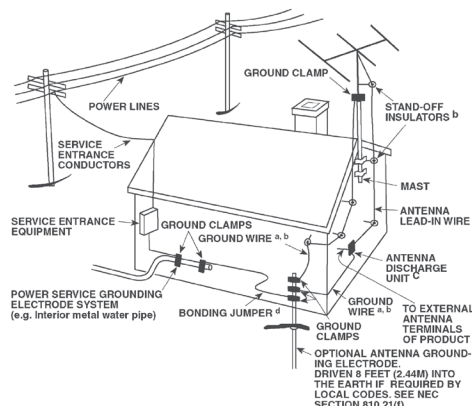 GROUND CLAMP
POWER LINES
STAND-OFF
INSULATORS b
SERVICE
ENTRANCE
CONDUCTORS
MAST
ANTENNA
LEAD-IN WIRE
SERVICE ENTRANCE
EQUIPMENT
GROUND CLAMPS
GROUND WIRE a, b
ANTENNA
DISCHARGE
UNIT C
POWER SERVICE GROUNDING
ELECTRODE SYSTEM
(e.g. Interior metal water pipe)
BONDING JUMPER d
GROUND
WIRE a, b
GROUND
CLAMPS
TO EXTERNAL
ANTENNA
TERMINALS
OF PRODUCT
OPTIONAL ANTENNA GROUND-
ING ELECTRODE.
DRIVEN 8 FEET (2.44M) INTO
THE EARTH IF REQUIRED BY
LOCAL CODES. SEE NEC
SECTION 810.21(f)